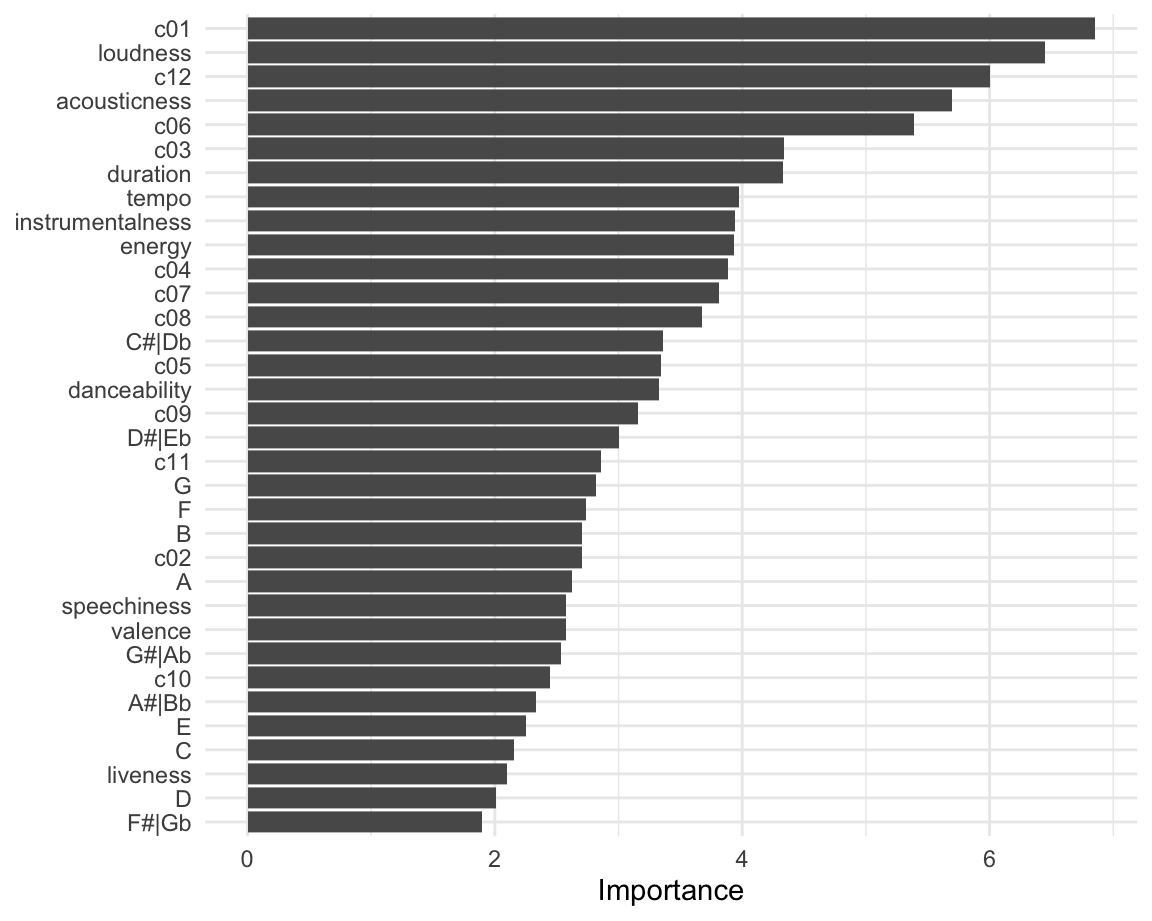 c01
loudness
c12
acousticness
c06
c03
duration
tempo
instrumentalness
energy
c04
c07
c08
C#|Db
c05
danceability
c09
D#|Eb
c11
G
F
B
c02
A
speechiness
valence
G#|Ab
c10
A#|Bb
E
C
liveness
D
F#|Gb
0 2 4 6
Importance